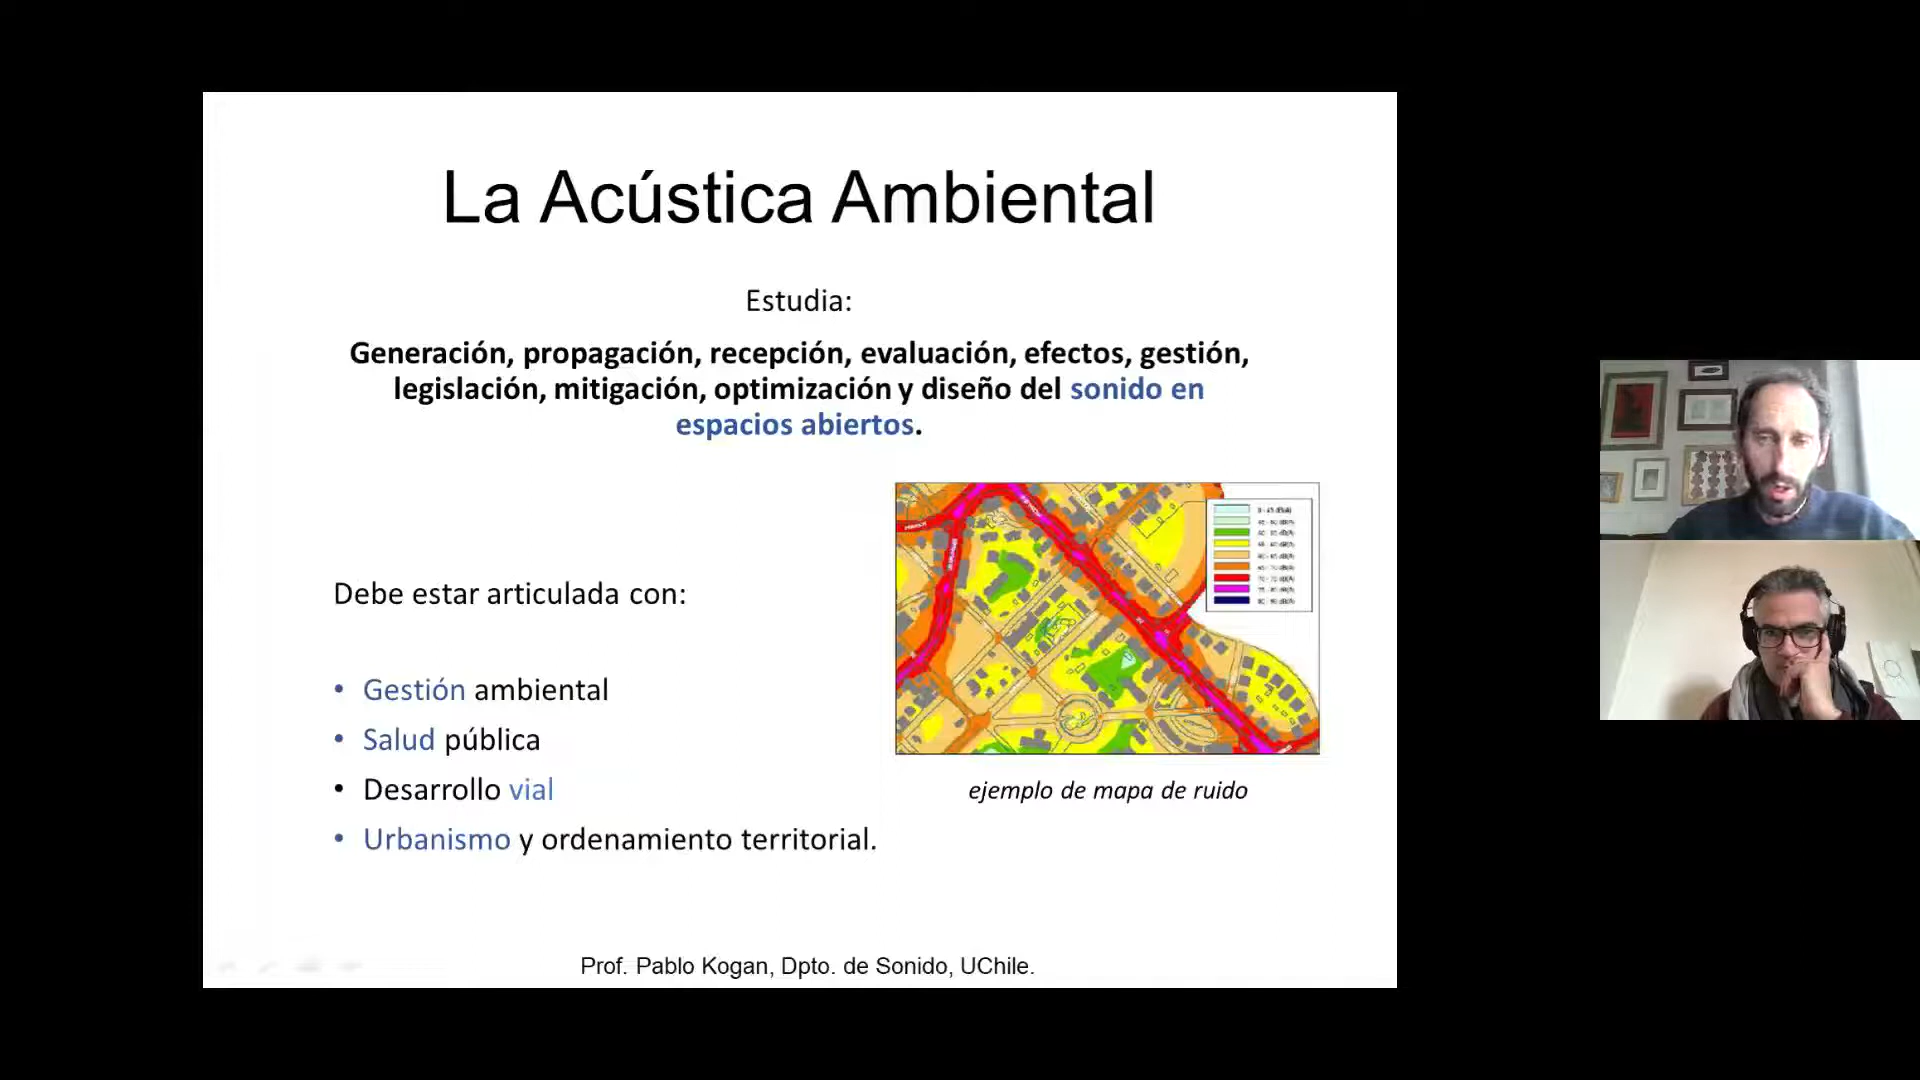 La Acústica Ambiental
Estudia:
Generación, propagación, recepción, evaluación, efectos, gestión,
legislación, mitigación, optimización y diseño del sonido en
espacios abiertos.
Debe estar articulada con:
• Gestión ambiental
• Salud pública
• Desarrollo vial
• Urbanismo y ordenamiento territorial.
ejemplo de mapa de ruido
Prof. Pablo Kogan, Dpto. de Sonido, UChile.